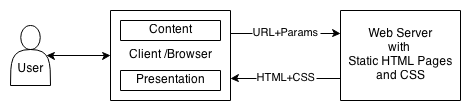 User
Content
Client /Browser
Presentation
URL+Params
HTML+CSS
Web Server
with
Static HTML Pages
and CSS